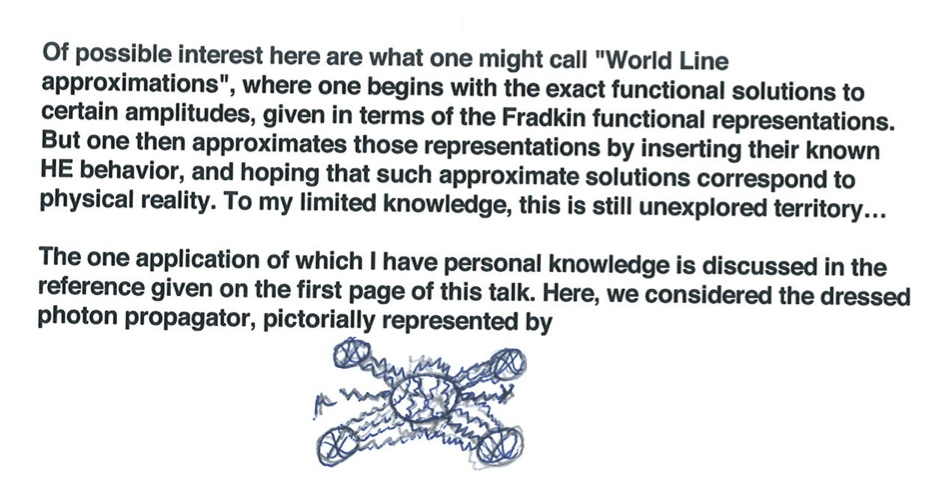 Of possible interest here are what one might call "World Line
approximations", where one begins with the exact functional solutions to
certain amplitudes, given in terms of the Fradkin functional representations.
But one then approximates those representations by inserting their known
HE behavior, and hoping that such approximate solutions correspond to
physical reality. To my limited knowledge, this is still unexplored territory...
The one application of which I have personal knowledge is discussed in the
reference given on the first page of this talk. Here, we considered the dressed
photon propagator, pictorially represented by